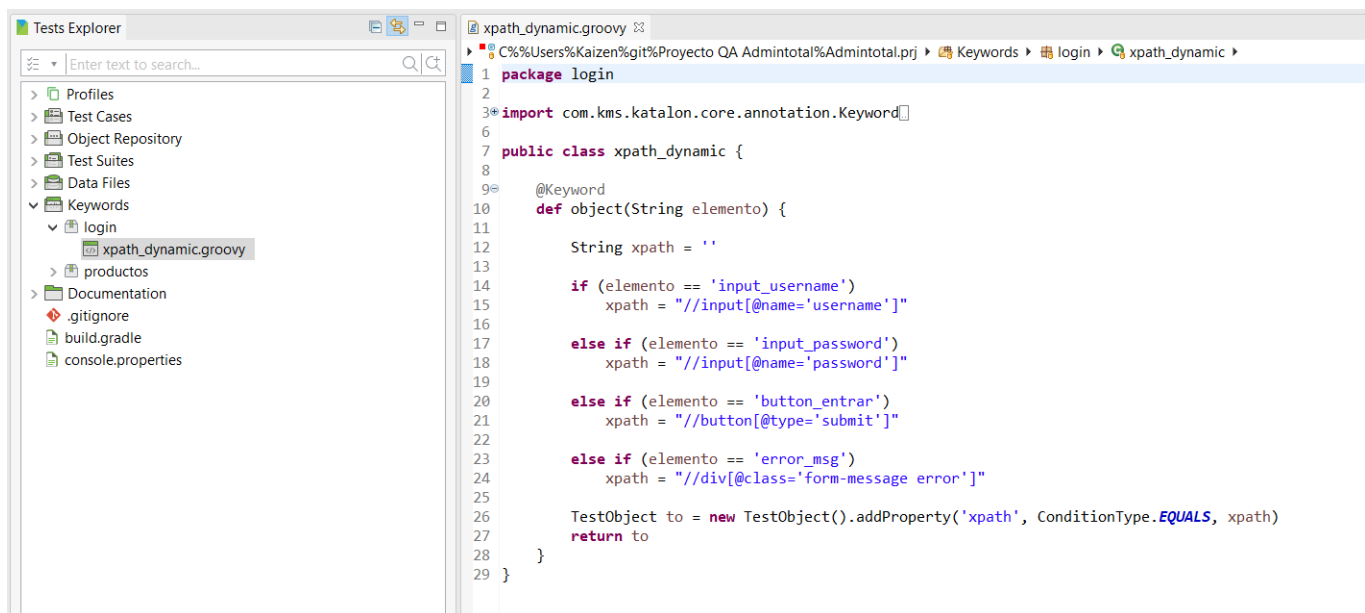 Tests Explorer
Enter text to search...
Profiles
Test Cases
Object Repository
Test Suites
Data Files
Keywords
login
xpath_dynamic.groovy
productos
Documentation
.gitignore
build.gradle
console.properties
xpath_dynamic.groovy
C%%Users%Kaizen%git%Proyecto QA Admintotal%Admintotal.prj Keywords login xpath_dynamic
1 package login
2
3 import com.kms.katalon.core.annotation.Keyword
6
7 public class xpath_dynamic {
8
9 @Keyword
10 def object(String elemento) {
11
12 String xpath = ''
13
14 if (elemento == 'input_username')
15 xpath = "//input[@name='username']"
16
17 else if (elemento == 'input_password')
18 xpath = "//input[@name='password']"
19
20 else if (elemento == 'button_entrar')
21 xpath = "//button[@type='submit']"
22
23 else if (elemento == 'error_msg')
24 xpath = "//div[@class='form-message error']"
25
26 TestObject to = new TestObject().addProperty('xpath', ConditionType.EQUALS, xpath)
27 return to
28 }
29 }